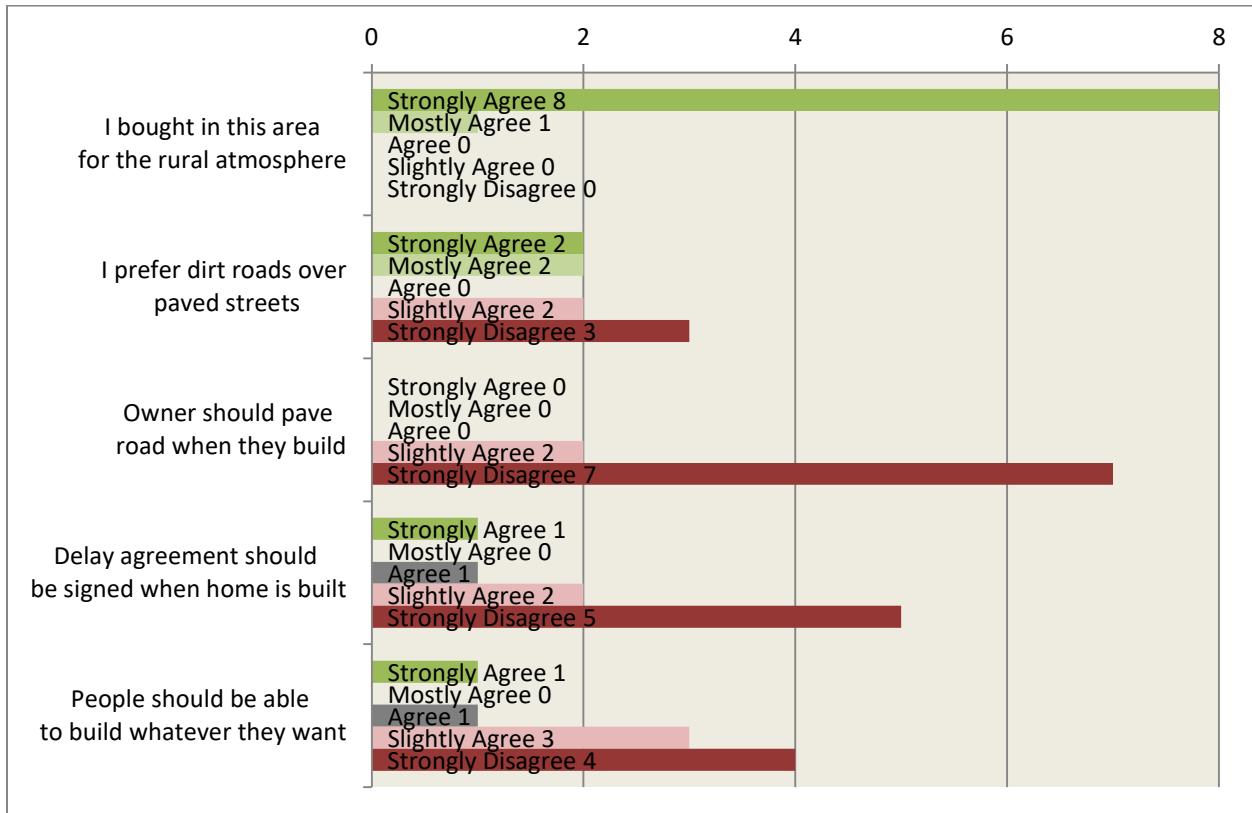 0 2 4 6 8
I bought in this area
for the rural atmosphere
Strongly Agree 8
Mostly Agree 1
Agree 0
Slightly Agree 0
Strongly Disagree 0
I prefer dirt roads over
paved streets
Strongly Agree 2
Mostly Agree 2
Agree 0
Slightly Agree 2
Strongly Disagree 3
Owner should pave
road when they build
Strongly Agree 0
Mostly Agree 0
Agree 0
Slightly Agree 2
Strongly Disagree 7
Delay agreement should
be signed when home is built
Strongly Agree 1
Mostly Agree 0
Agree 1
Slightly Agree 2
Strongly Disagree 5
People should be able
to build whatever they want
Strongly Agree 1
Mostly Agree 0
Agree 1
Slightly Agree 3
Strongly Disagree 4